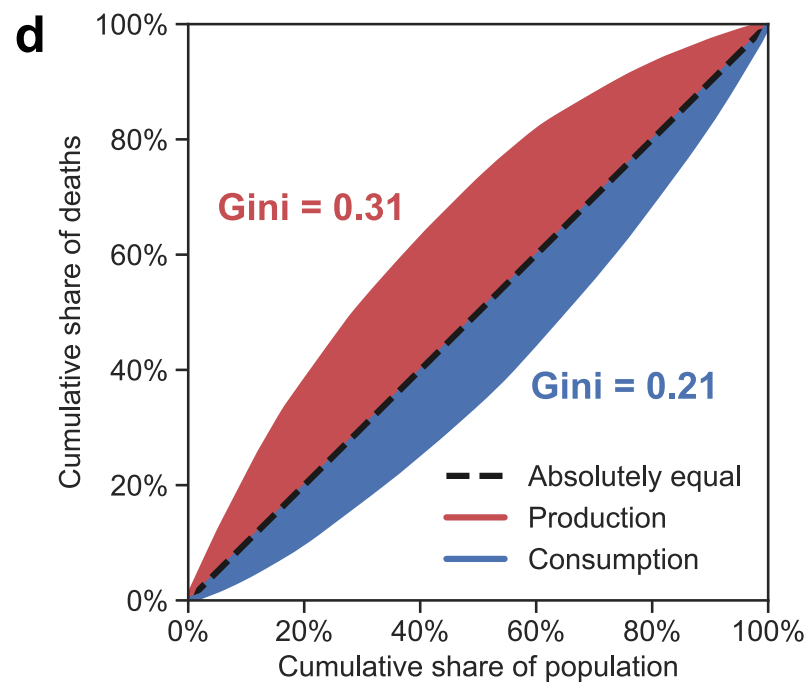 d
100%
80%
60%
40%
20%
0%
Cumulative share of deaths
Gini = 0.31
Gini = 0.21
Absolutely equal
Production
Consumption
0% 20% 40% 60% 80% 100%
Cumulative share of population